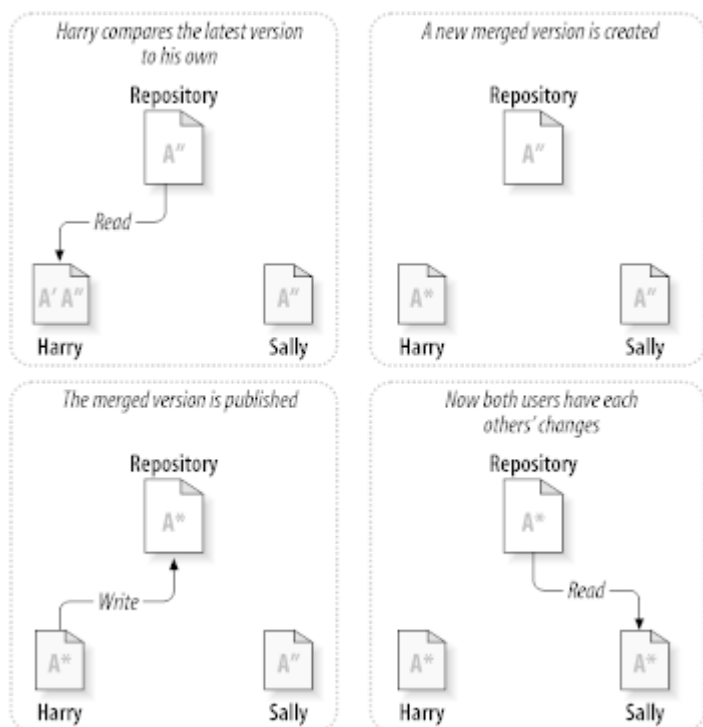 Harry compares the latest version
to his own
Repository
A"
Read
A' A"
A"
Harry
Sally
A new merged version is created
Repository
A"
A*
A"
Harry
Sally
The merged version is published
Repository
A*
Write
A*
A"
Harry
Sally
Now both users have each
others’ changes
Repository
A*
Read
A*
A*
Harry
Sally